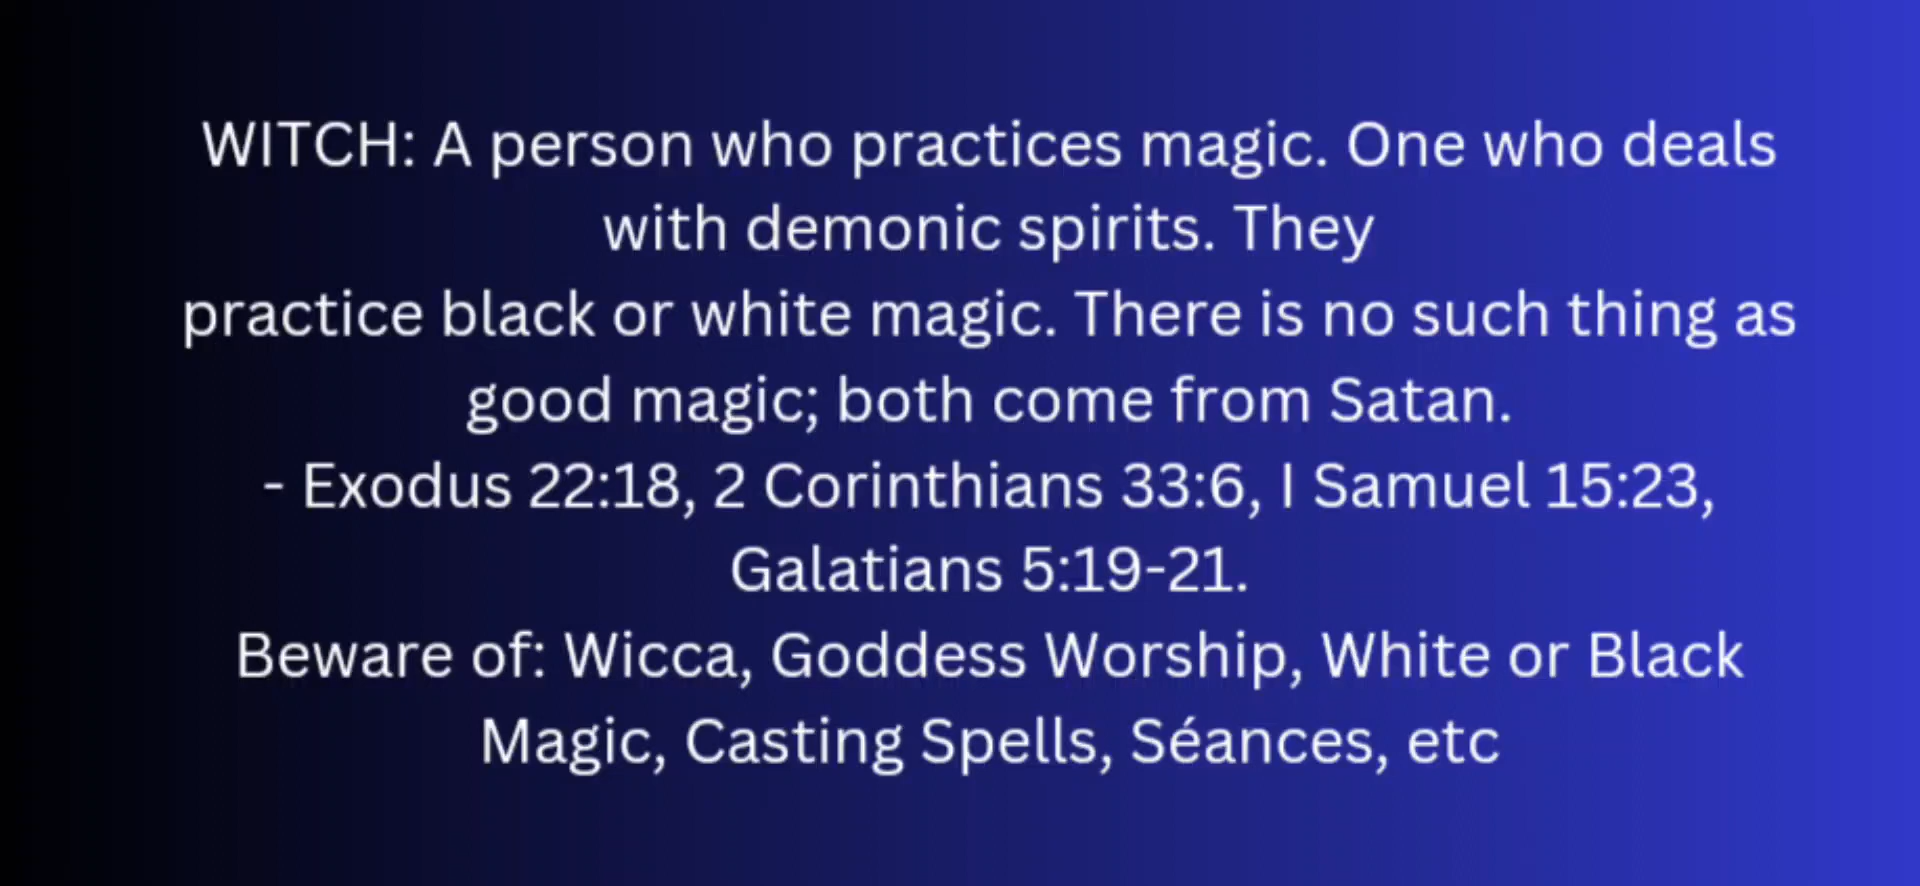 WITCH: A person who practices magic. One who deals
with demonic spirits. They
practice black or white magic. There is no such thing as
good magic; both come from Satan.
- Exodus 22:18, 2 Corinthians 33:6, I Samuel 15:23,
Galatians 5:19-21.
Beware of: Wicca, Goddess Worship, White or Black
Magic, Casting Spells, Séances, etc